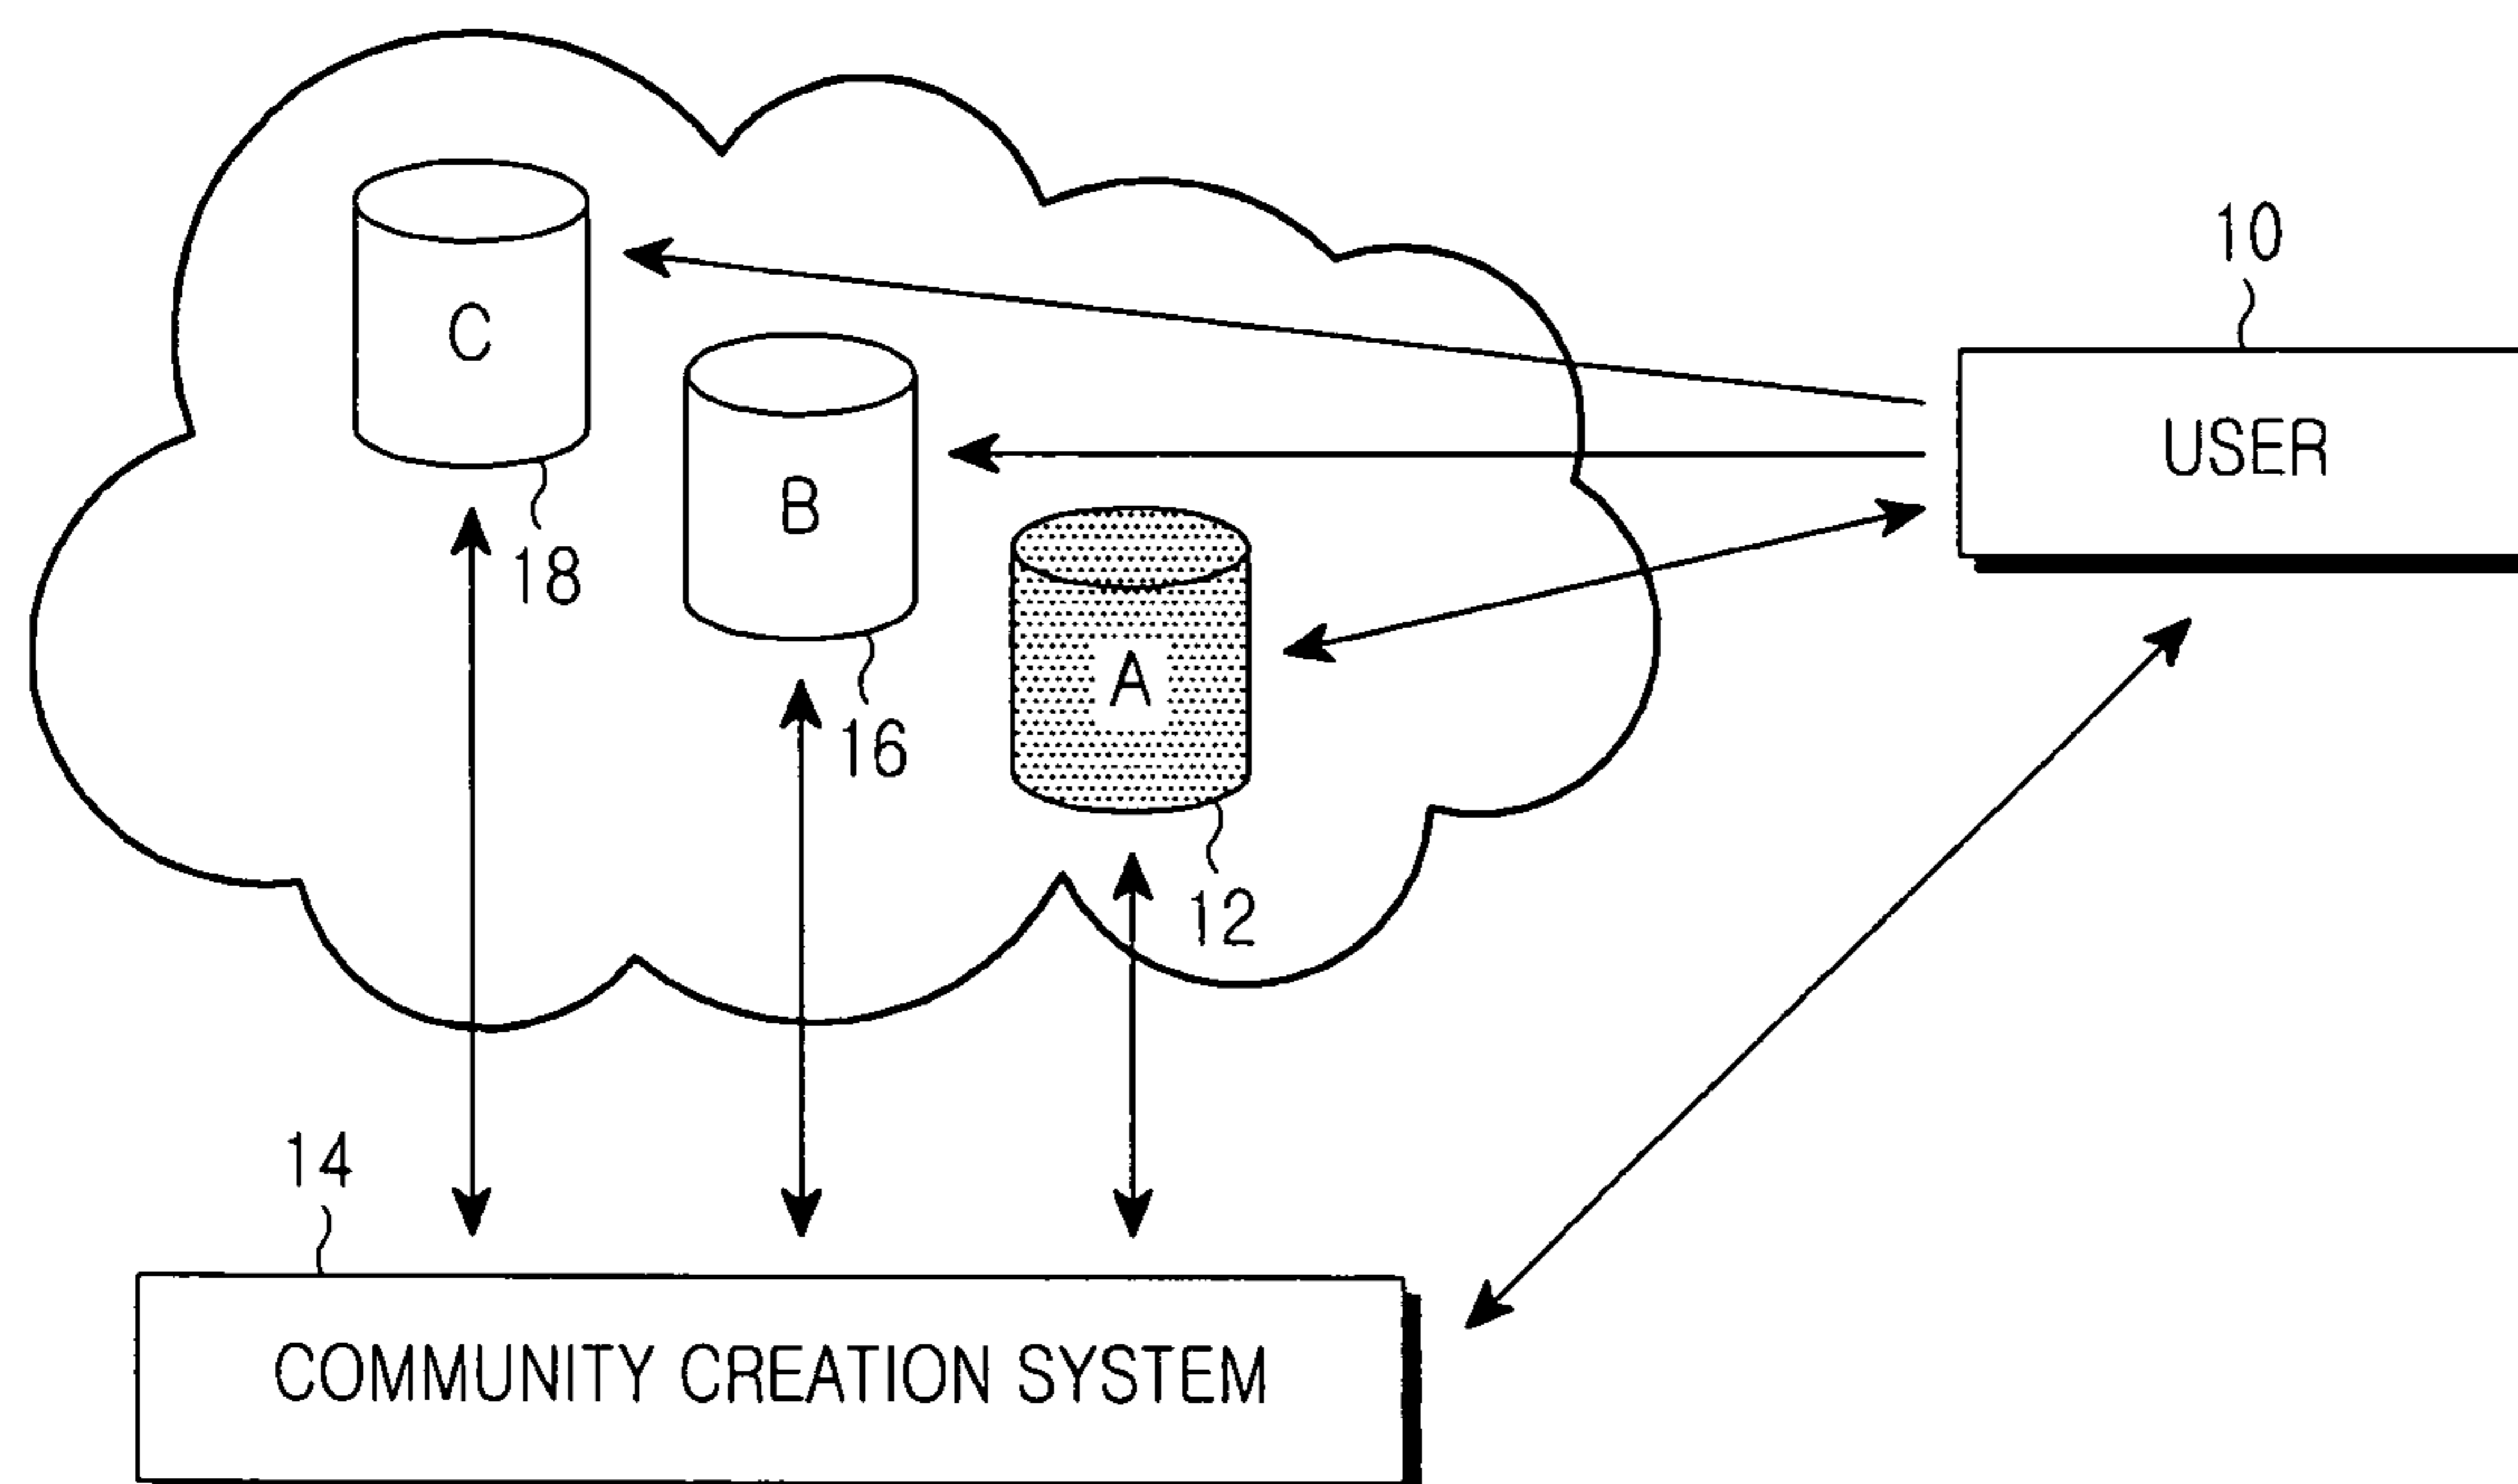 10
C
USER
B
18
A
16
12
14
COMMUNITY CREATION SYSTEM